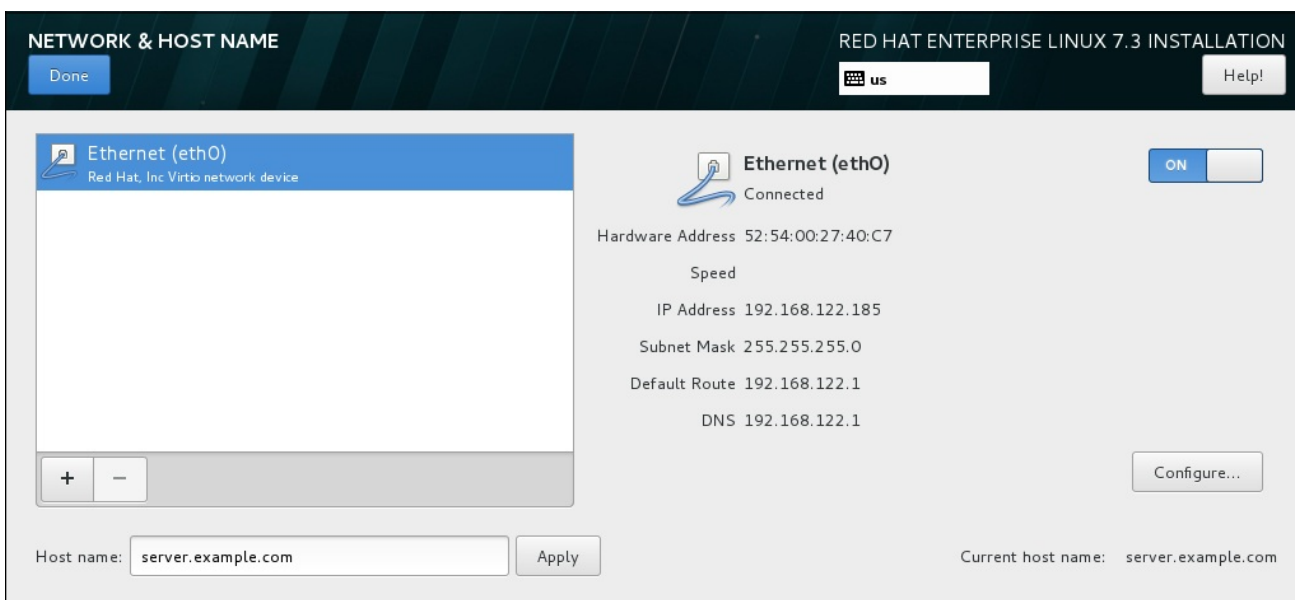 NETWORK & HOST NAME
RED HAT ENTERPRISE LINUX 7.3 INSTALLATION
Done
us
Help!
Ethernet (eth0)
Red Hat, Inc Virtio network device
Ethernet (eth0)
Connected
ON
Hardware Address 52:54:00:27:40:C7
Speed
IP Address 192.168.122.185
Subnet Mask 255.255.255.0
Default Route 192.168.122.1
DNS 192.168.122.1
+ −
Configure...
Host name: server.example.com Apply
Current host name: server.example.com